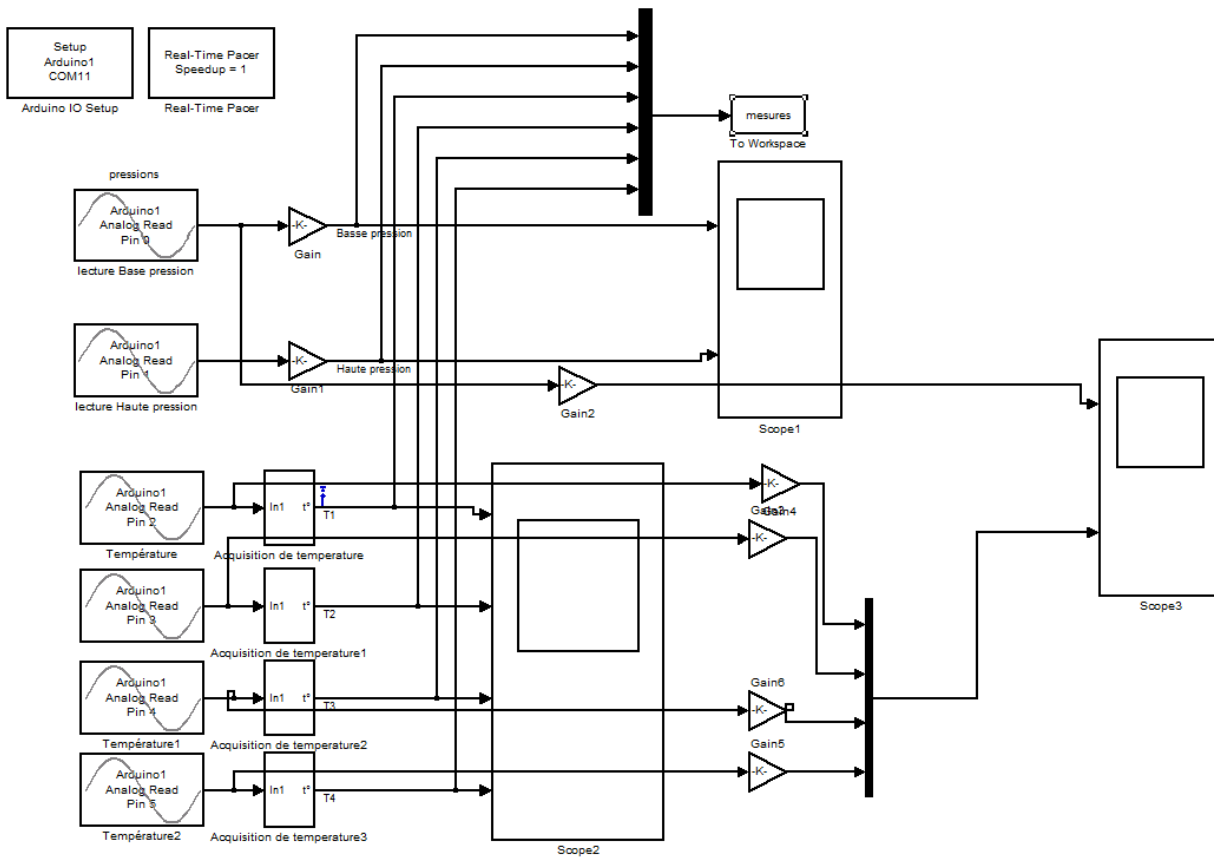 Setup
Arduino1
COM11
Arduino IO Setup
Real-Time Pacer
Speedup = 1
Real-Time Pacer
mesures
To Workspace
pressions
Arduino1
Analog Read
Pin 0
lecture Base pression
-K-
Gain
Basse pression
Arduino1
Analog Read
Pin 1
lecture Haute pression
-K-
Gain1
Haute pression
-K-
Gain2
Scope1
Scope3
Arduino1
Analog Read
Pin 2
Température
In1 t°
T1
Acquisition de temperature
-K-
Gain3
Gain4
-K-
Arduino1
Analog Read
Pin 3
In1 t°
T2
Acquisition de temperature1
Arduino1
Analog Read
Pin 4
Température1
In1 t°
T3
Acquisition de temperature2
Gain6
-K-
Gain5
-K-
Arduino1
Analog Read
Pin 5
Température2
In1 t°
T4
Acquisition de temperature3
Scope2